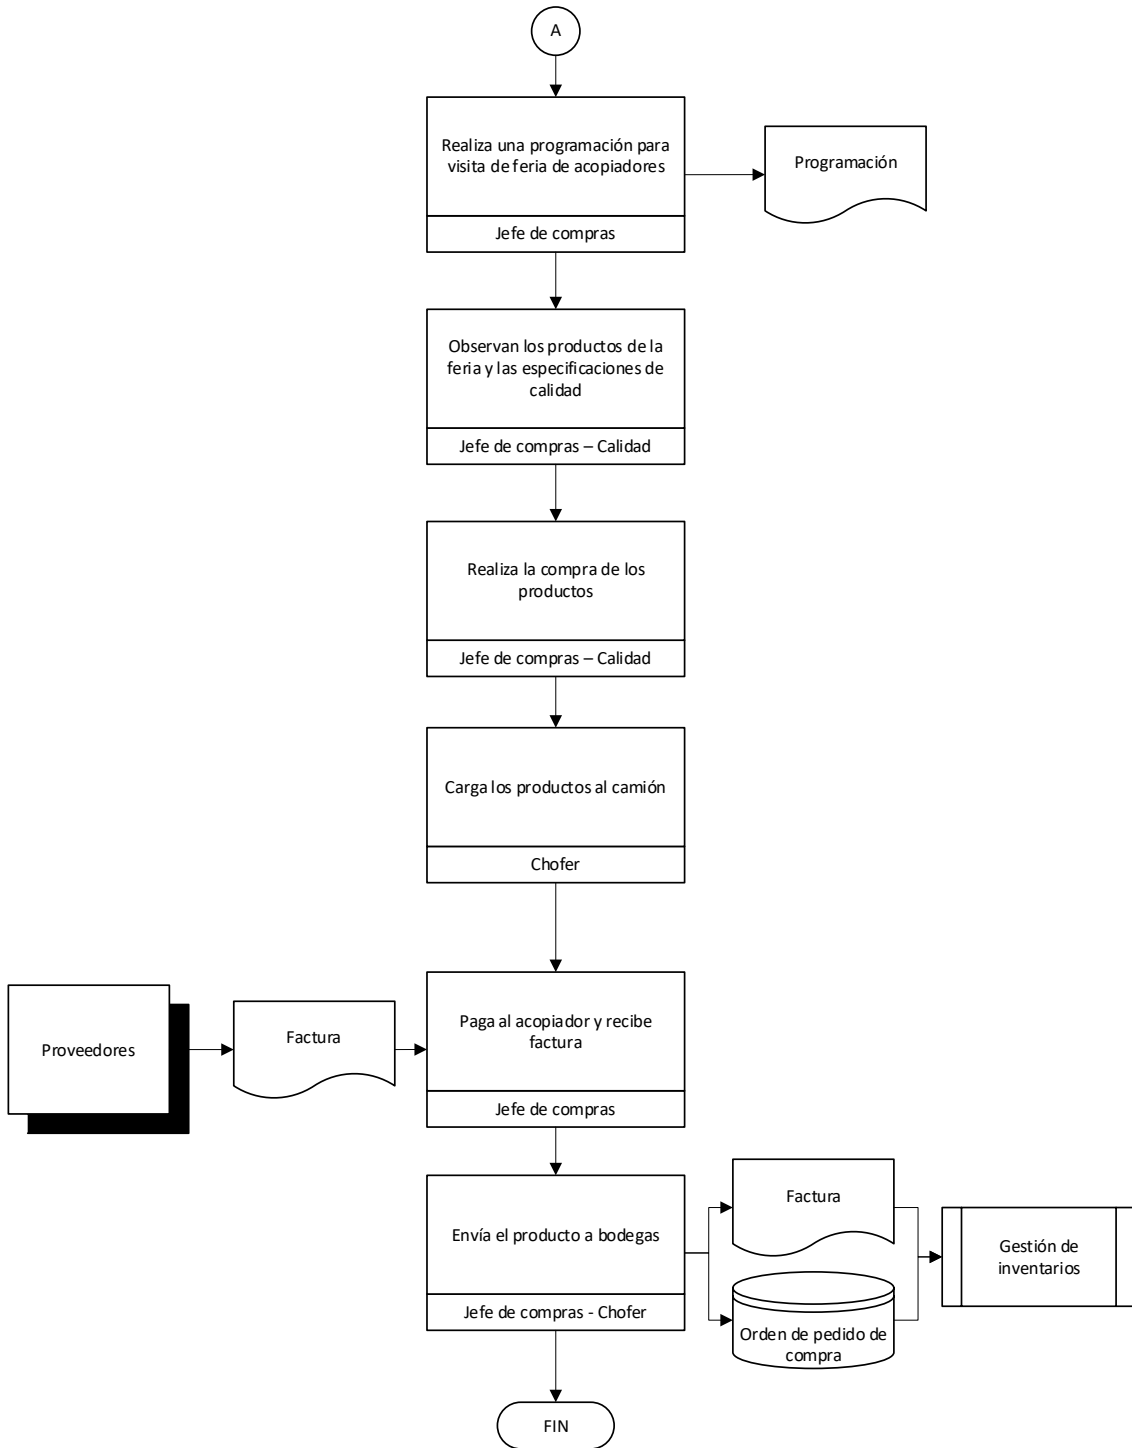 A
Realiza una programación para
visita de feria de acopiadores
Jefe de compras
Programación
Observan los productos de la
feria y las especificaciones de
calidad
Jefe de compras – Calidad
Realiza la compra de los
productos
Jefe de compras – Calidad
Carga los productos al camión
Chofer
Proveedores
Factura
Paga al acopiador y recibe
factura
Jefe de compras
Envía el producto a bodegas
Jefe de compras - Chofer
Factura
Orden de pedido de
compra
Gestión de
inventarios
FIN